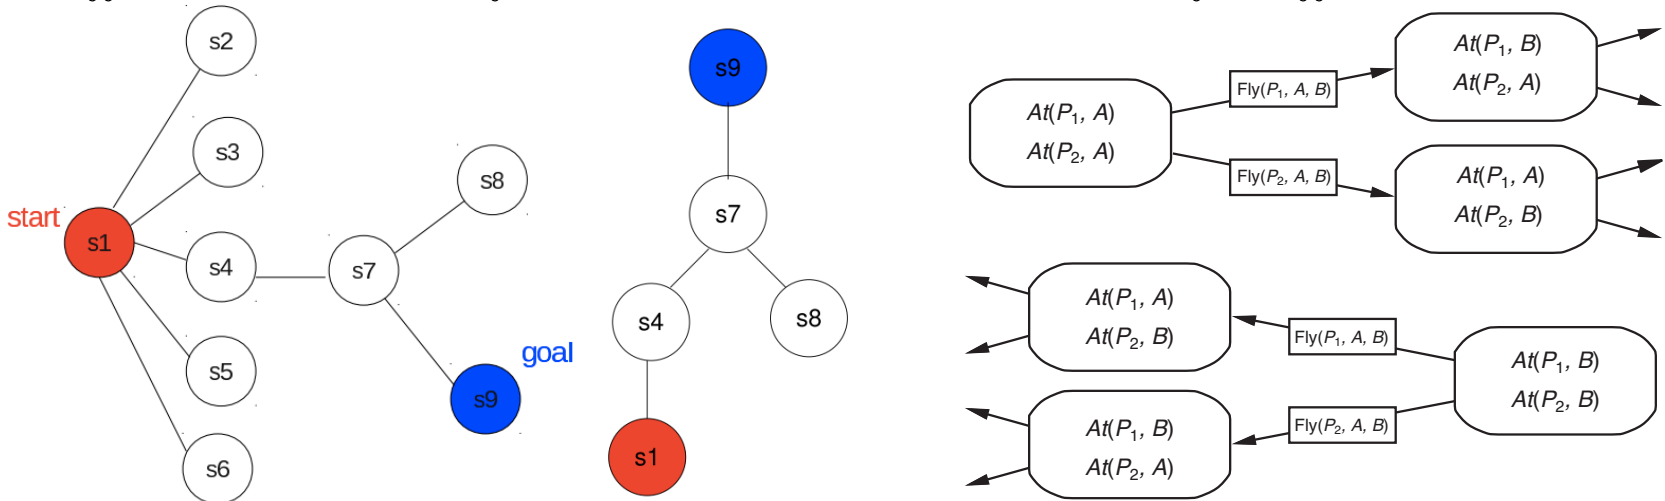 s2
s3
start
s1
s4
s5
s6
s7
s8
goal
s9
s9
s7
s4
s8
s1
At(P1, A)
At(P2, A)
Fly(P1, A, B)
Fly(P2, A, B)
At(P1, B)
At(P2, A)
At(P1, A)
At(P2, B)
At(P1, A)
At(P2, B)
At(P1, B)
At(P2, A)
Fly(P1, A, B)
Fly(P2, A, B)
At(P1, B)
At(P2, B)